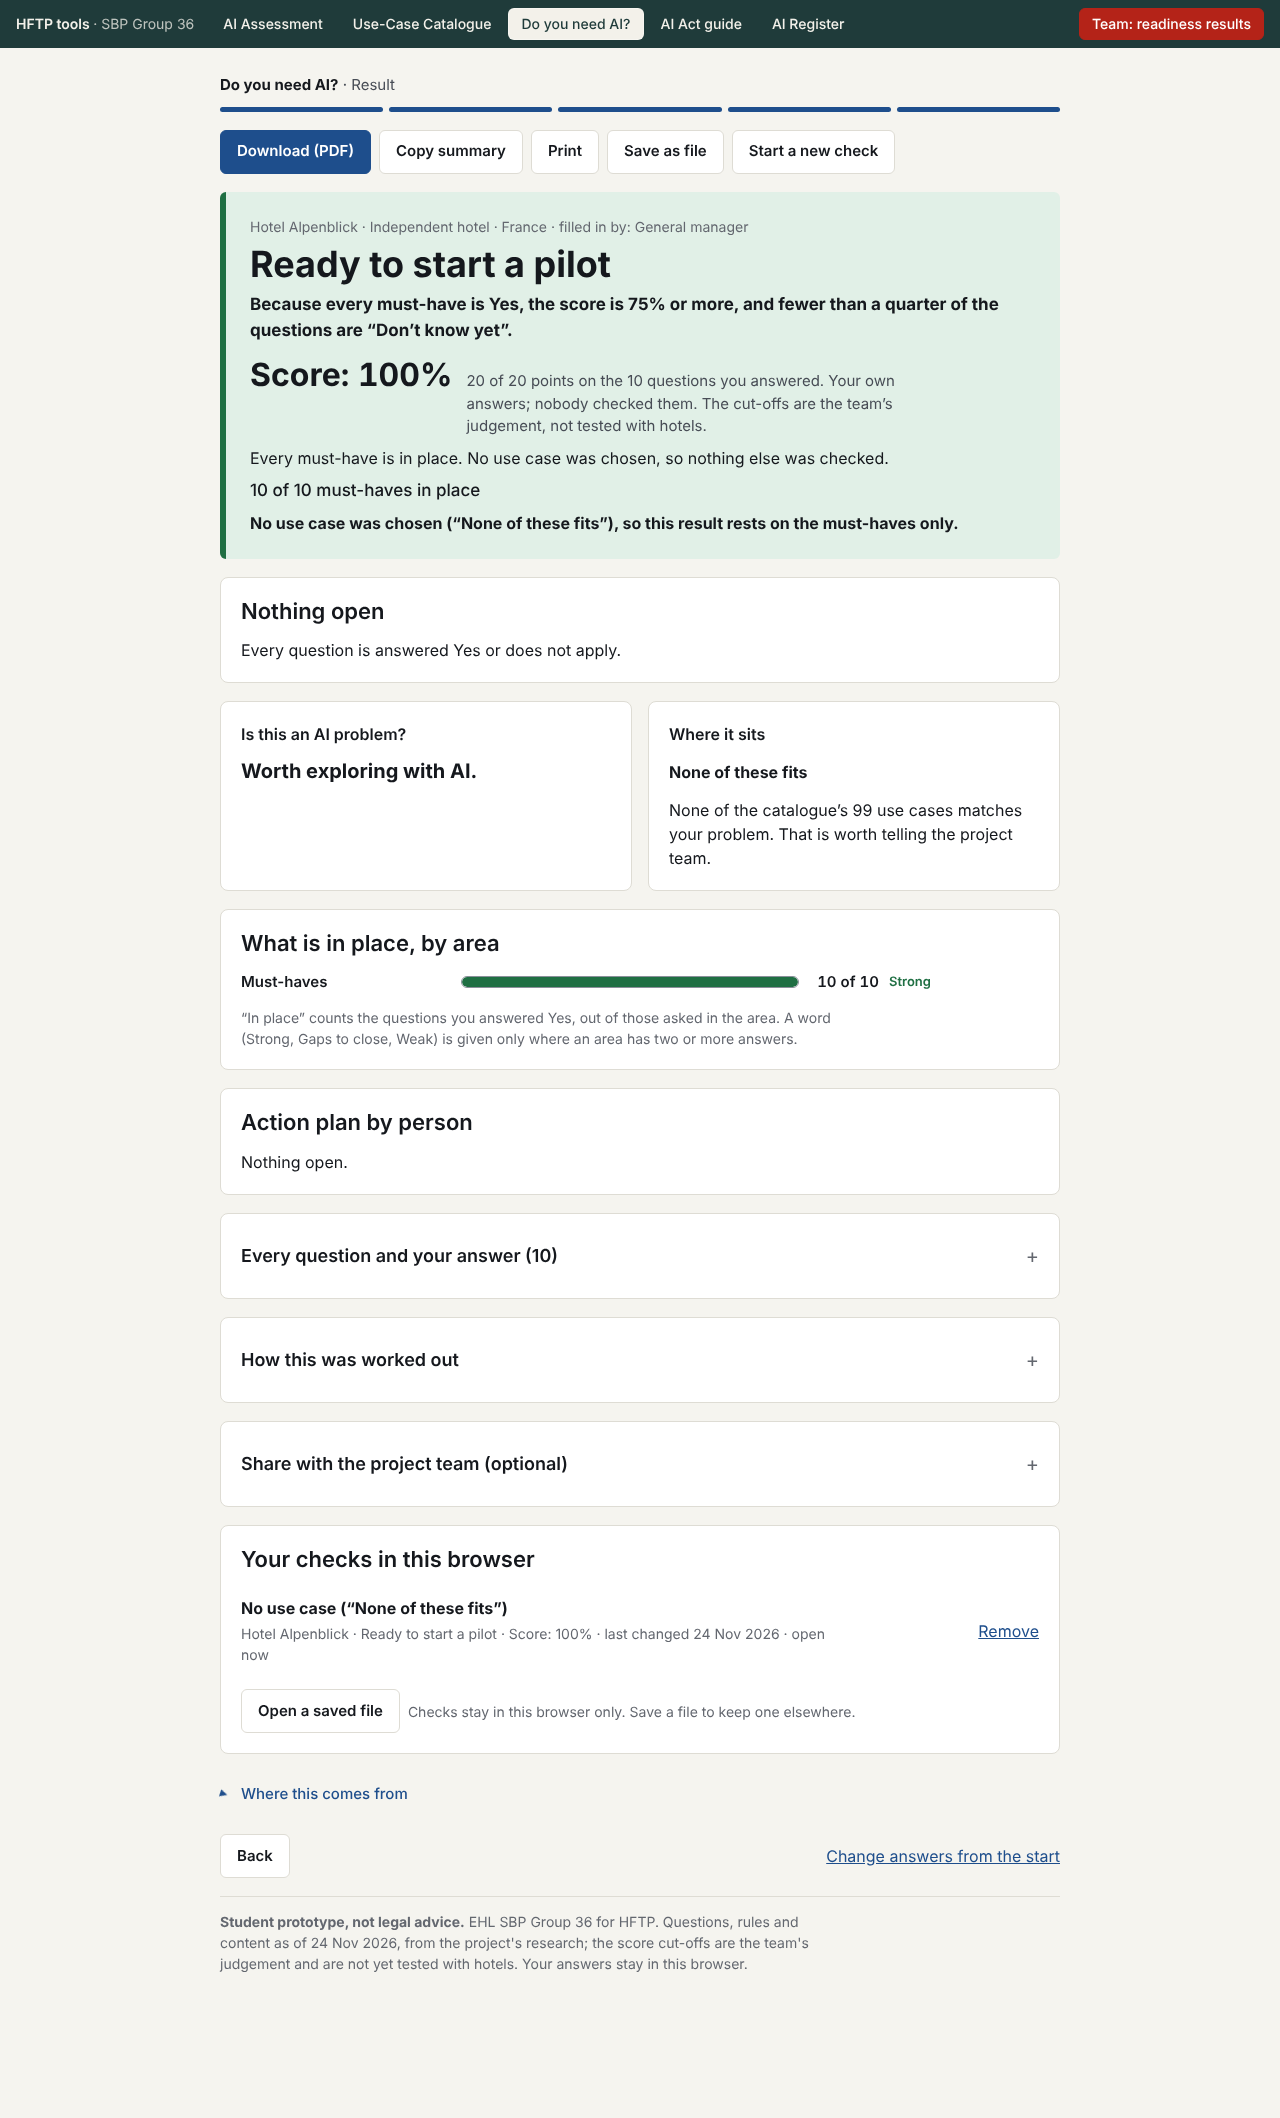 HFTP tools · SBP Group 36 AI Assessment Use-Case Catalogue Do you need AI? AI Act guide AI Register Team: readiness results
Do you need AI? · Result
Download (PDF) Copy summary Print Save as file Start a new check
Hotel Alpenblick · Independent hotel · France · filled in by: General manager
Ready to start a pilot
Because every must-have is Yes, the score is 75% or more, and fewer than a quarter of the
questions are “Don’t know yet”.
Score: 100% 20 of 20 points on the 10 questions you answered. Your own
answers; nobody checked them. The cut-offs are the team’s
judgement, not tested with hotels.
Every must-have is in place. No use case was chosen, so nothing else was checked.
10 of 10 must-haves in place
No use case was chosen (“None of these fits”), so this result rests on the must-haves only.
Nothing open
Every question is answered Yes or does not apply.
Is this an AI problem?
Worth exploring with AI.
Where it sits
None of these fits
None of the catalogue’s 99 use cases matches
your problem. That is worth telling the project
team.
What is in place, by area
Must-haves 10 of 10 Strong
“In place” counts the questions you answered Yes, out of those asked in the area. A word
(Strong, Gaps to close, Weak) is given only where an area has two or more answers.
Action plan by person
Nothing open.
Every question and your answer (10) +
How this was worked out +
Share with the project team (optional) +
Your checks in this browser
No use case (“None of these fits”)
Hotel Alpenblick · Ready to start a pilot · Score: 100% · last changed 24 Nov 2026 · open
now
Remove
Open a saved file Checks stay in this browser only. Save a file to keep one elsewhere.
Where this comes from
Back Change answers from the start
Student prototype, not legal advice. EHL SBP Group 36 for HFTP. Questions, rules and
content as of 24 Nov 2026, from the project's research; the score cut-offs are the team's
judgement and are not yet tested with hotels. Your answers stay in this browser.